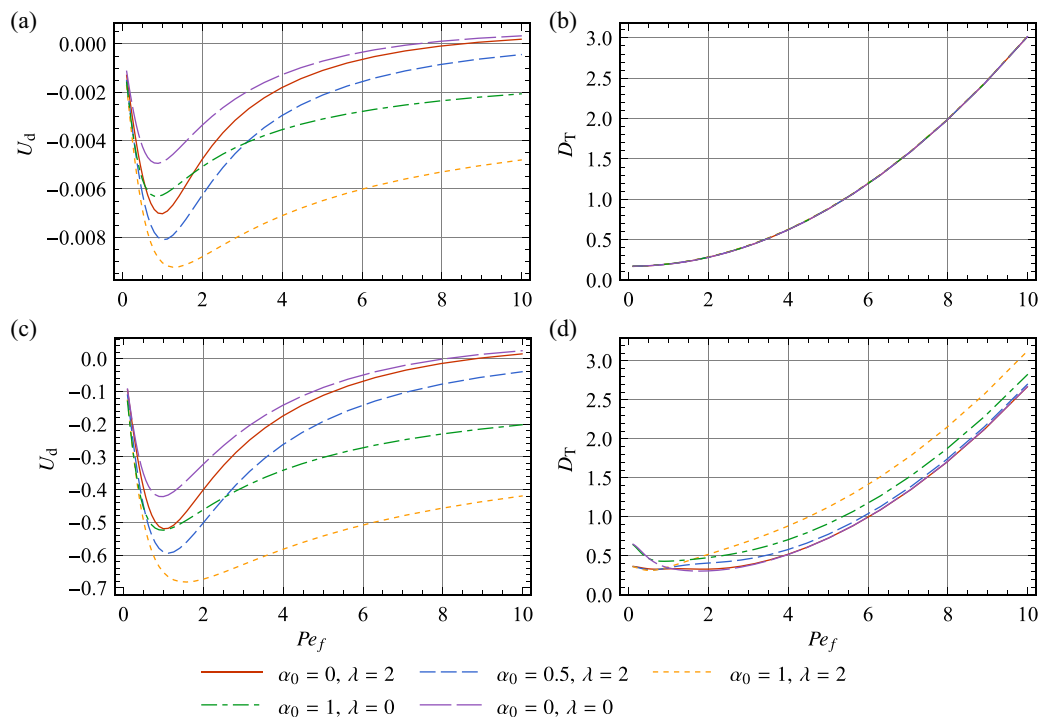 (a)
(b)
0.000
−0.002
−0.004
−0.006
−0.008
U_d
0 2 4 6 8 10
3.0
2.5
2.0
1.5
1.0
0.5
0.0
D_T
0 2 4 6 8 10
(c)
(d)
0.0
−0.1
−0.2
−0.3
−0.4
−0.5
−0.6
−0.7
U_d
0 2 4 6 8 10
Pe_f
3.0
2.5
2.0
1.5
1.0
0.5
0.0
D_T
0 2 4 6 8 10
Pe_f
α₀ = 0, λ = 2
α₀ = 0.5, λ = 2
α₀ = 1, λ = 2
α₀ = 1, λ = 0
α₀ = 0, λ = 0